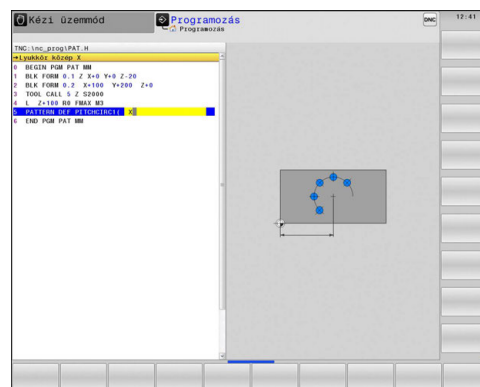 Kézi üzemmód
Programozás
Programozás
DNC
12:41
TNC:\nc_prog\PAT.H
→Lyukkör közép X
0 BEGIN PGM PAT MM
1 BLK FORM 0.1 Z X+0 Y+0 Z-20
2 BLK FORM 0.2 X+100 Y+200 Z+0
3 TOOL CALL 5 Z S2000
4 L Z+100 R0 FMAX M3
5 PATTERN DEF PITCHCIRC1( X
6 END PGM PAT MM